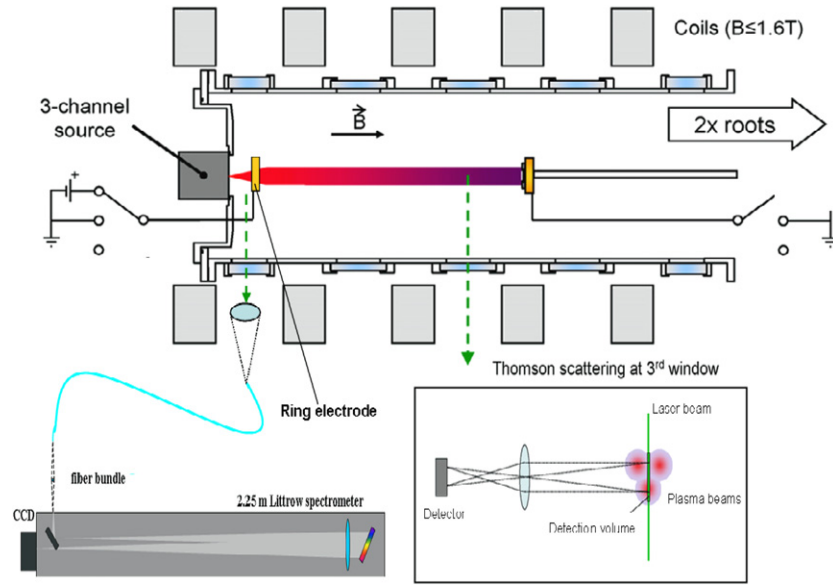 Coils (B≤1.6T)
3-channel
source
B
2x roots
+
Thomson scattering at 3rd window
Ring electrode
Lasor beam
fiber bundle
2.25 m Littrow spectrometer
CCD
Detector
Plasma beams
Detection volume